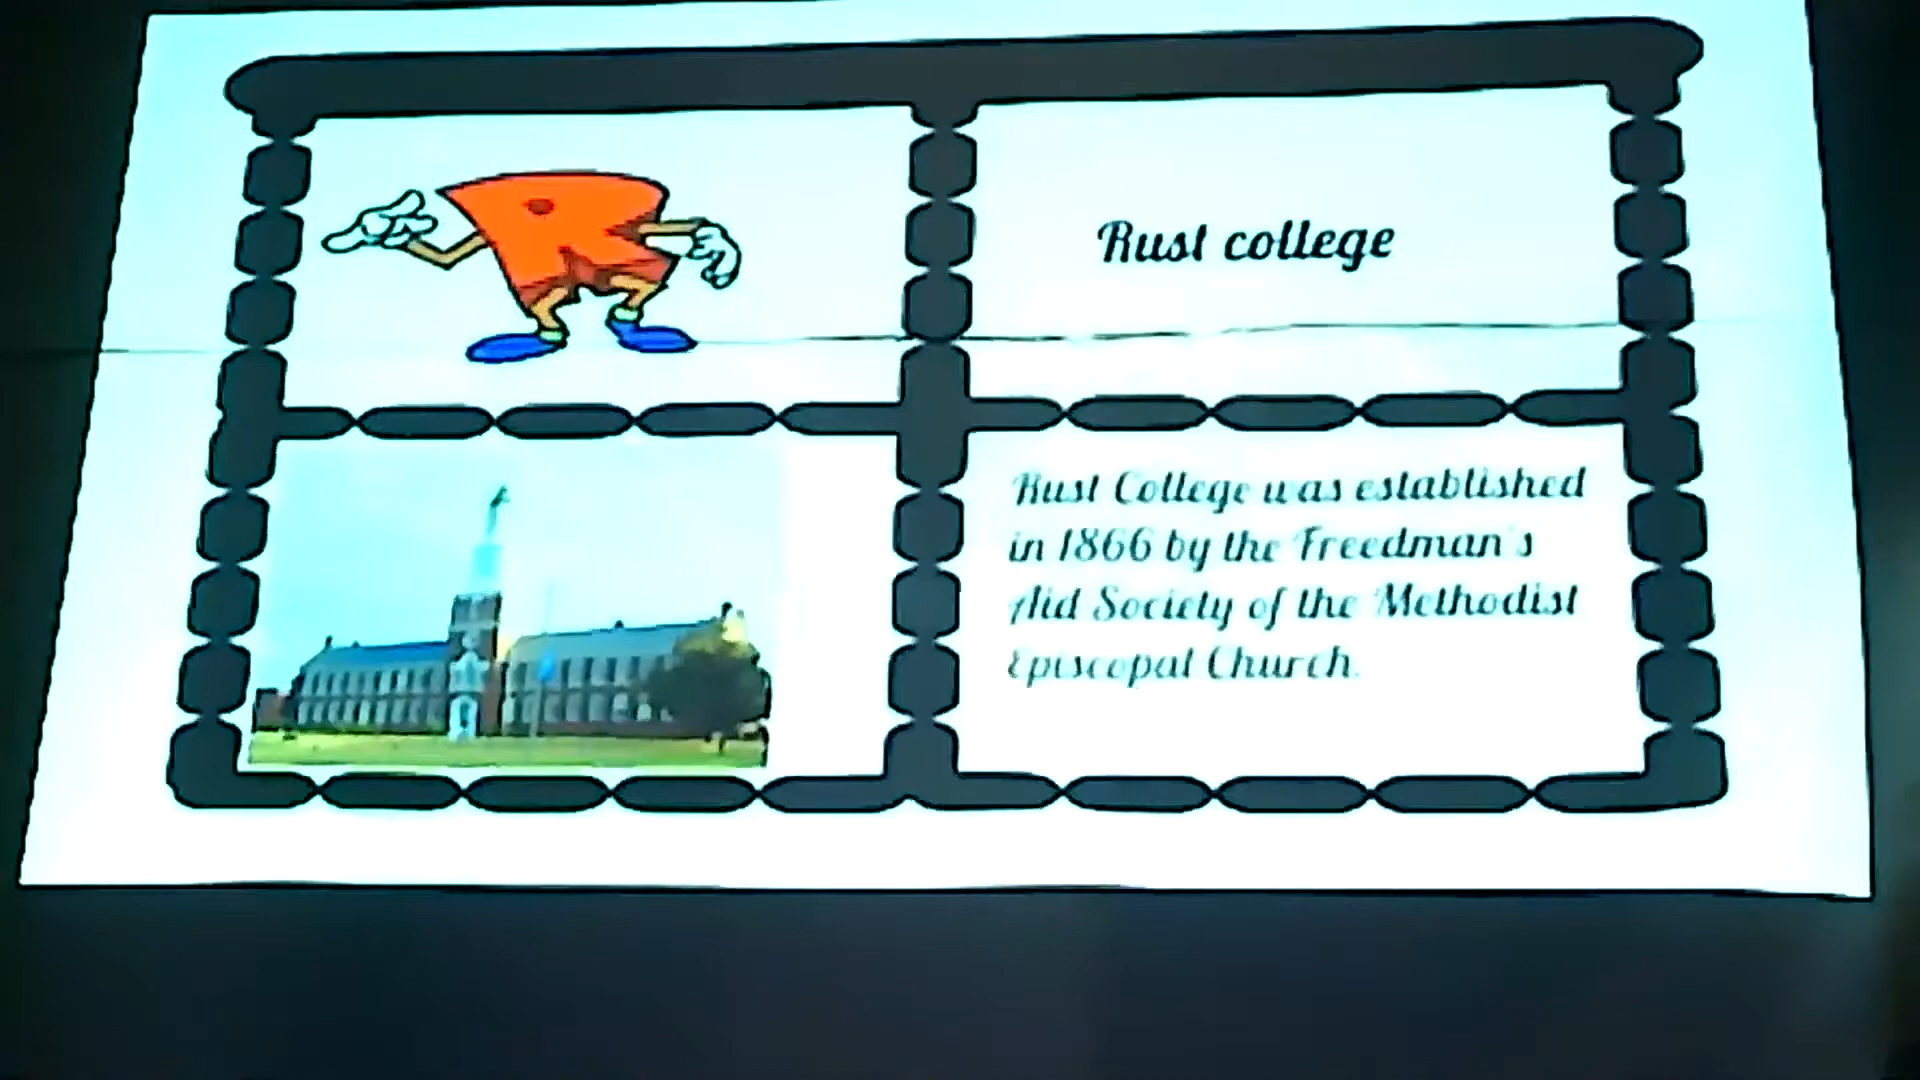 R
Rust college
Rust College was established
in 1866 by the Freedman's
Aid Society of the Methodist
Episcopal Church.